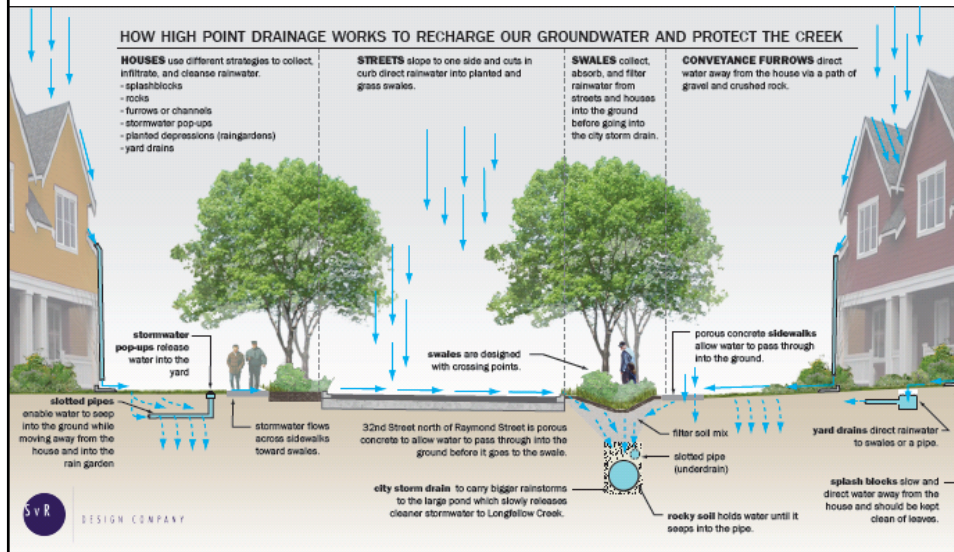 HOW HIGH POINT DRAINAGE WORKS TO RECHARGE OUR GROUNDWATER AND PROTECT THE CREEK
HOUSES use different strategies to collect,
infiltrate, and cleanse rainwater.
- splashblocks
- rocks
- furrows or channels
- stormwater pop-ups
- planted depressions (raingardens)
- yard drains
STREETS slope to one side and cuts in
curb direct rainwater into planted and
grass swales.
SWALES collect,
absorb, and filter
rainwater from
streets and houses
into the ground
before going into
the city storm drain.
CONVEYANCE FURROWS direct
water away from the house via a path of
gravel and crushed rock.
stormwater
pop-ups release
water into the
yard
swales are designed
with crossing points.
porous concrete sidewalks
allow water to pass through
into the ground.
slotted pipes
enable water to seep
into the ground while
moving away from the
house and into the
rain garden
stormwater flows
across sidewalks
toward swales.
32nd Street north of Raymond Street is porous
concrete to allow water to pass through into the
ground before it goes to the swale.
filter soil mix
slotted pipe
(underdrain)
yard drains direct rainwater
to swales or a pipe.
city storm drain to carry bigger rainstorms
to the large pond which slowly releases
cleaner stormwater to Longfellow Creek.
rocky soil holds water until it
seeps into the pipe.
splash blocks slow and
direct water away from the
house and should be kept
clean of leaves.
SvR
DESIGN COMPANY